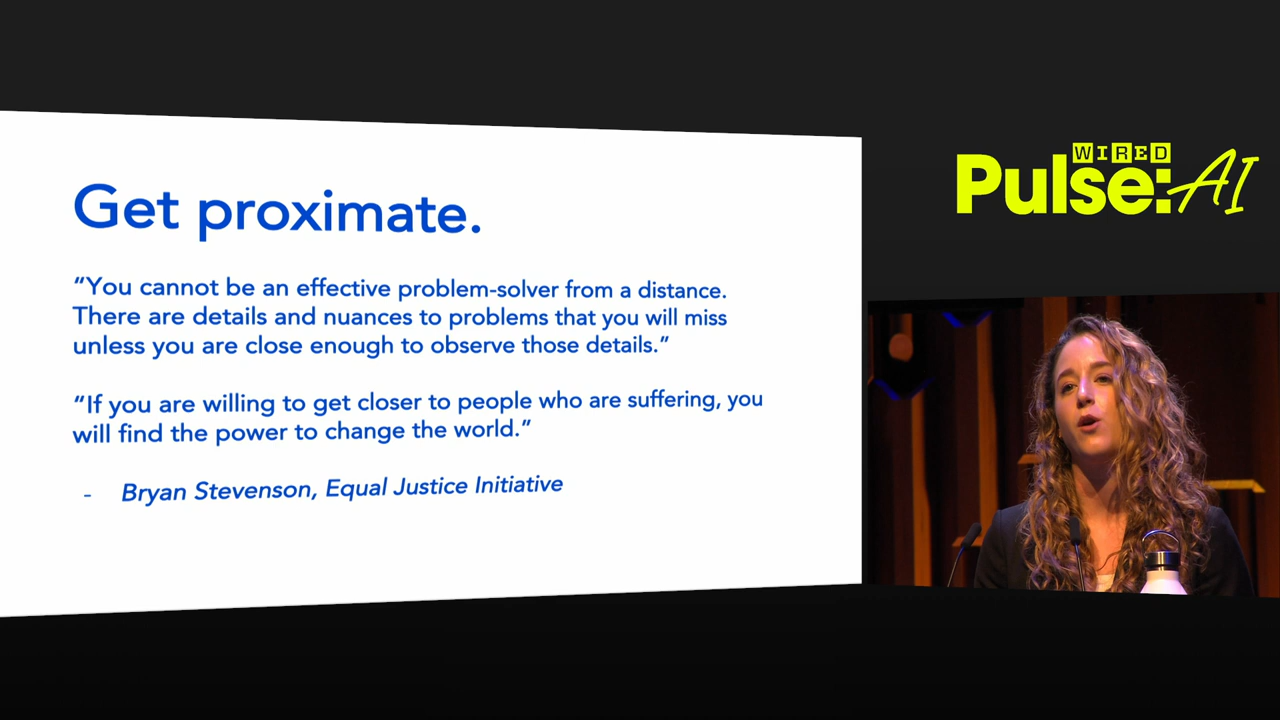 Get proximate.
“You cannot be an effective problem-solver from a distance.
There are details and nuances to problems that you will miss
unless you are close enough to observe those details.”
“If you are willing to get closer to people who are suffering, you
will find the power to change the world.”
- Bryan Stevenson, Equal Justice Initiative
WIRED
Pulse:AI